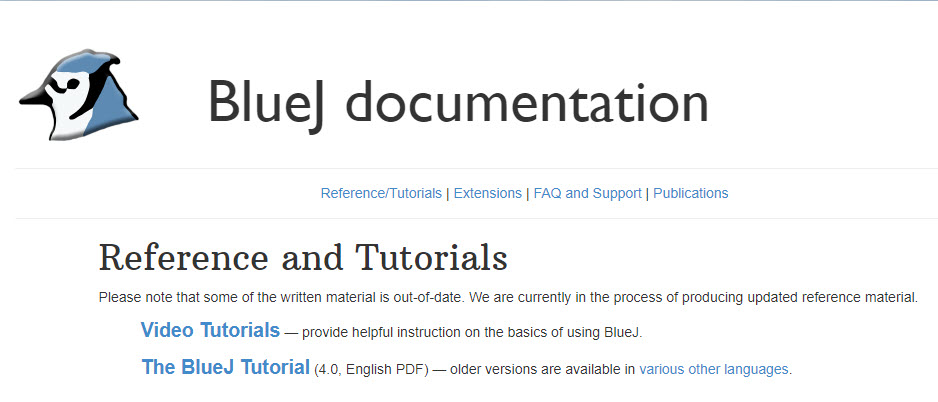 BlueJ documentation
Reference/Tutorials | Extensions | FAQ and Support | Publications
Reference and Tutorials
Please note that some of the written material is out-of-date. We are currently in the process of producing updated reference material.
Video Tutorials — provide helpful instruction on the basics of using BlueJ.
The BlueJ Tutorial (4.0, English PDF) — older versions are available in various other languages.